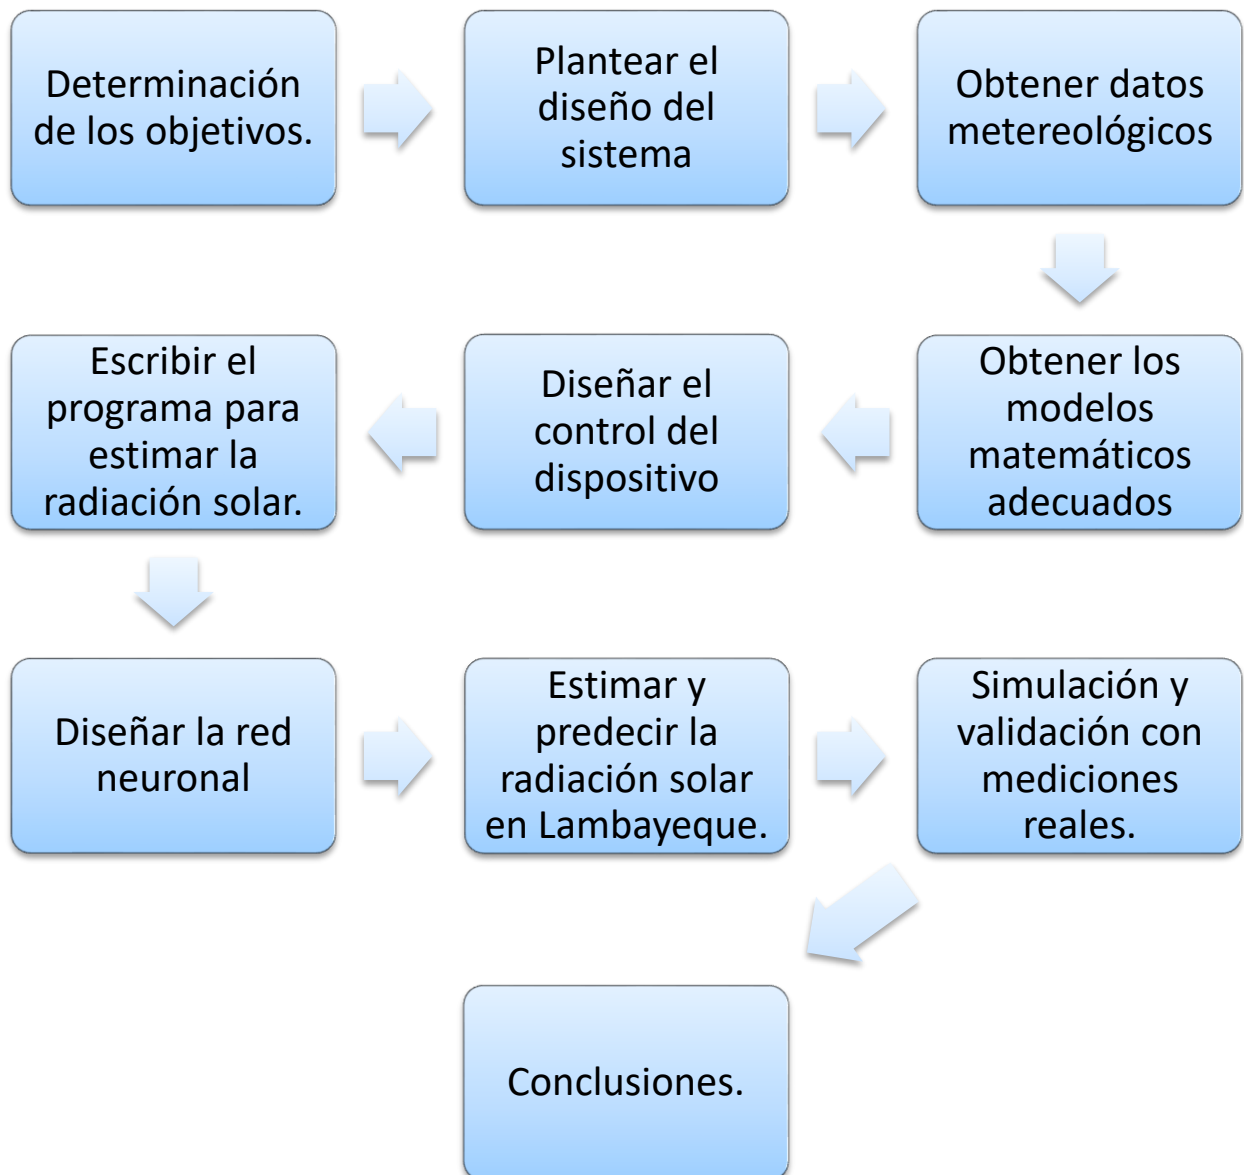 Determinación
de los objetivos.
Plantear el
diseño del
sistema
Obtener datos
metereológicos
Obtener los
modelos
matemáticos
adecuados
Diseñar el
control del
dispositivo
Escribir el
programa para
estimar la
radiación solar.
Diseñar la red
neuronal
Estimar y
predecir la
radiación solar
en Lambayeque.
Simulación y
validación con
mediciones
reales.
Conclusiones.